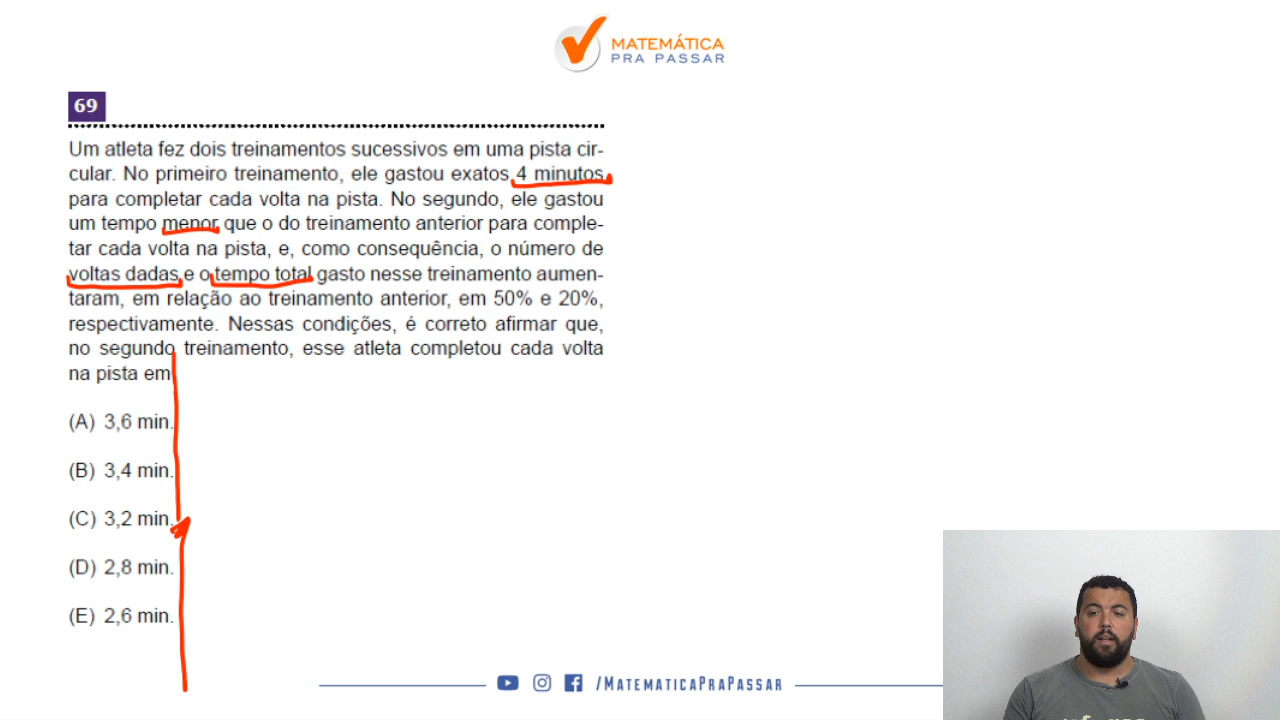 MATEMÁTICA
PRA PASSAR
69
Um atleta fez dois treinamentos sucessivos em uma pista cir-
cular. No primeiro treinamento, ele gastou exatos 4 minutos
para completar cada volta na pista. No segundo, ele gastou
um tempo menor que o do treinamento anterior para comple-
tar cada volta na pista, e, como consequência, o número de
voltas dadas e o tempo total gasto nesse treinamento aumen-
taram, em relação ao treinamento anterior, em 50% e 20%,
respectivamente. Nessas condições, é correto afirmar que,
no segundo treinamento, esse atleta completou cada volta
na pista em
(A) 3,6 min.
(B) 3,4 min.
(C) 3,2 min.
(D) 2,8 min.
(E) 2,6 min.
/MATEMATICAPRAPASSAR